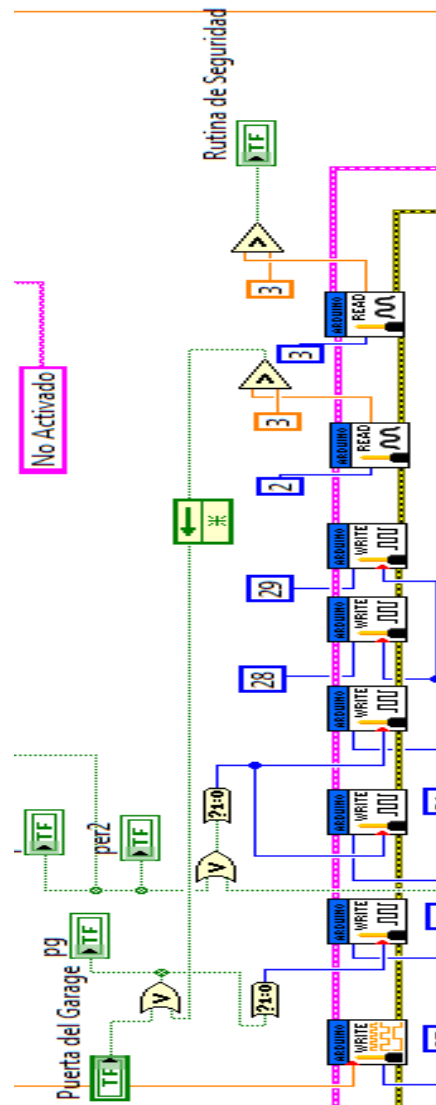 Rutina de Seguridad
TF
No Activado
3
ARDUINO
READ
3
3
ARDUINO
READ
2
ARDUINO
WRITE
29
ARDUINO
WRITE
28
ARDUINO
WRITE
ARDUINO
WRITE
ARDUINO
WRITE
ARDUINO
WRITE
?1:0
?1:0
V
V
TF
per2
TF
pg
TF
Puerta del Garage
TF